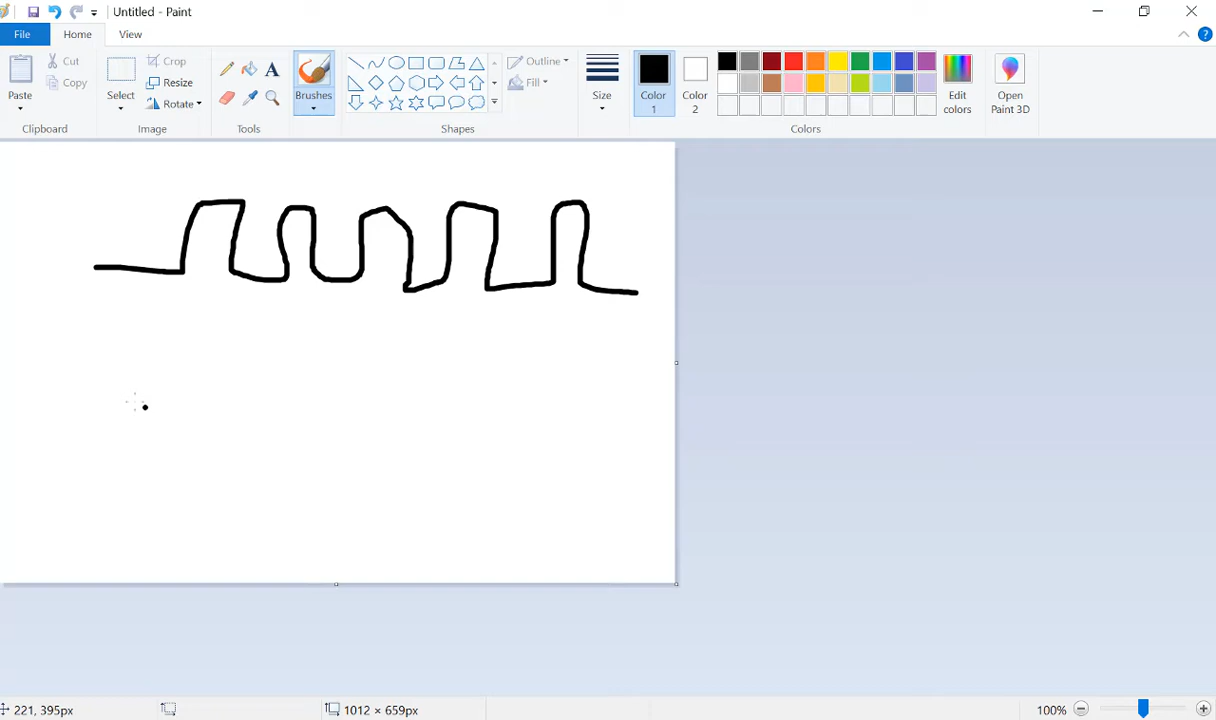 Untitled - Paint
File Home View
Cut
Copy
Paste
Clipboard
Crop
Resize
Rotate
Select
Image
Tools
Brushes
Outline
Fill
Shapes
Size
Color 1
Color 2
Edit colors
Colors
Open Paint 3D
221, 395px
1012 × 659px
100%